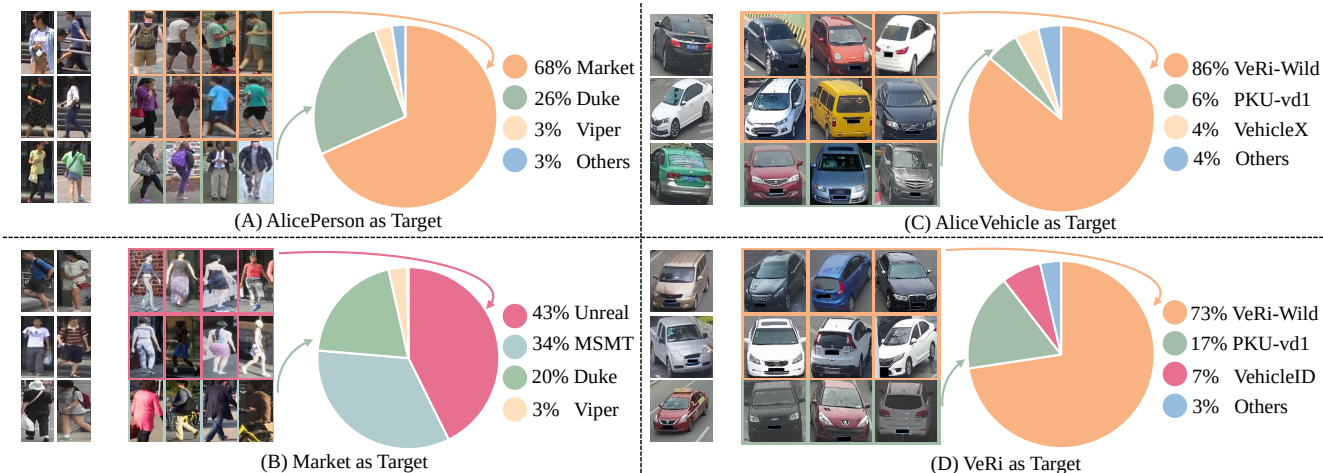 68% Market
26% Duke
3% Viper
3% Others
(A) AlicePerson as Target
86% VeRi-Wild
6% PKU-vd1
4% VehicleX
4% Others
(C) AliceVehicle as Target
43% Unreal
34% MSMT
20% Duke
3% Viper
(B) Market as Target
73% VeRi-Wild
17% PKU-vd1
7% VehicleID
3% Others
(D) VeRi as Target